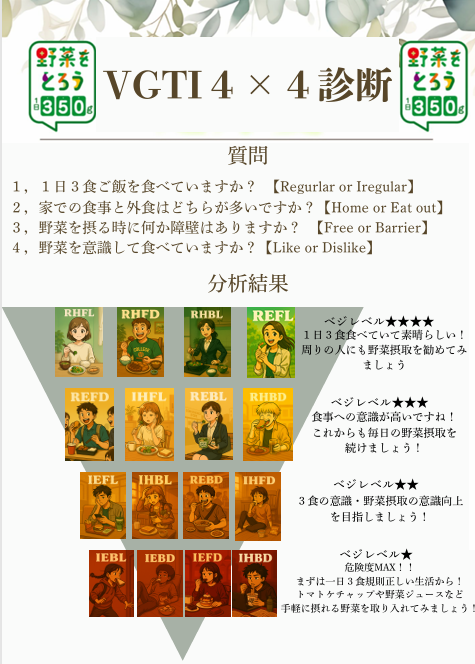 野菜を
とろう
1日350g
VGTI４×４診断
野菜を
とろう
1日350g
質問
１，１日３食ご飯を食べていますか？【Regurlar or Iregular】
２，家での食事と外食はどちらが多いですか？【Home or Eat out】
３，野菜を摂る時に何か障壁はありますか？【Free or Barrier】
４，野菜を意識して食べていますか？【Like or Dislike】
分析結果
RHFL RHFD RHBL REFL
ベジレベル★★★★
１日３食食べていて素晴らしい！
周りの人にも野菜摂取を勧めてみ
ましょう
REFD IHFL REBL RHBD
ベジレベル★★★
食事への意識が高いですね！
これからも毎日の野菜摂取を
続けましょう！
IEFL IHBL REBD IHFD
ベジレベル★★
３食の意識・野菜摂取の意識向上
を目指しましょう！
IEBL IEBD IEFD IHBD
ベジレベル★
危険度MAX！！
まずは一日３食規則正しい生活から！
トマトケチャップや野菜ジュースなど
手軽に摂れる野菜を取り入れてみましょう！